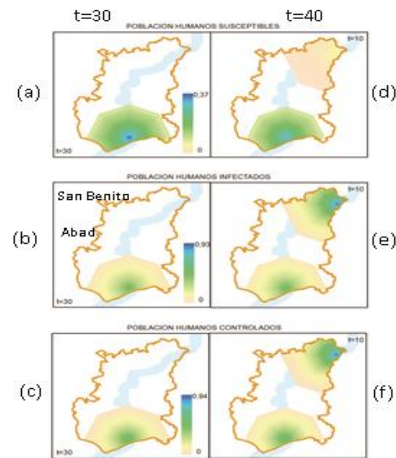 t=30 t=40
POBLACION HUMANOS SUSCEPTIBLES
(a)
t=30
0,37
0
t=10
(d)
POBLACION HUMANOS INFECTADOS
San Benito
Abad
(b)
t=30
0,93
0
t=10
(e)
POBLACION HUMANOS CONTROLADOS
(c)
t=30
0,94
0
t=10
(f)